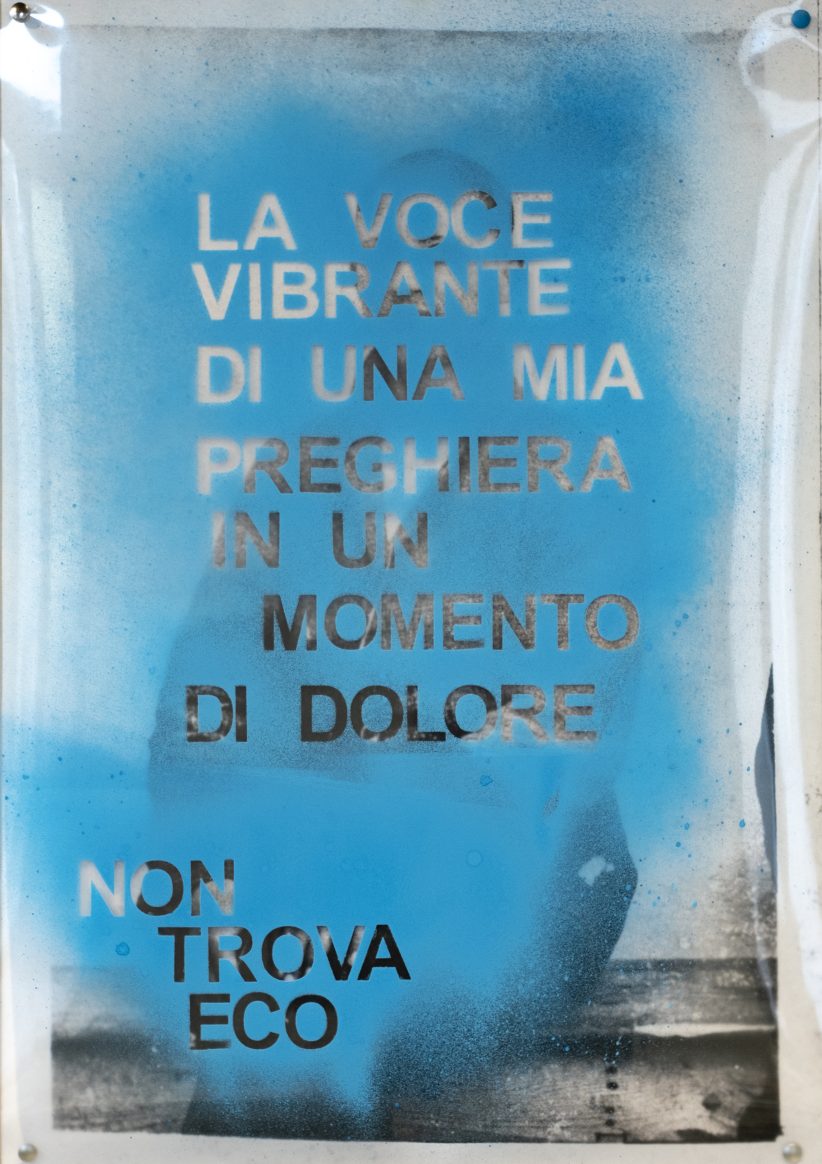 LA VOCE
VIBRANTE
DI UNA MIA
PREGHIERA
IN UN
MOMENTO
DI DOLORE
NON
TROVA
ECO